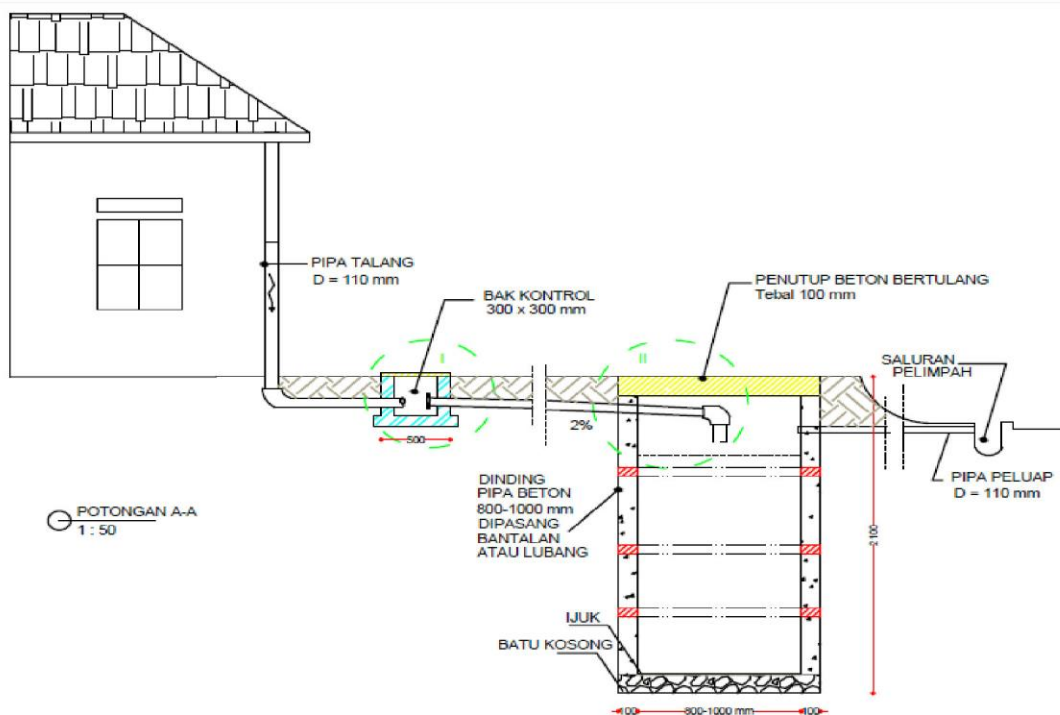 PIPA TALANG
D = 110 mm
BAK KONTROL
300 x 300 mm
PENUTUP BETON BERTULANG
Tebal 100 mm
I
II
SALURAN
PELIMPAH
2%
500
PIPA PELUAP
D = 110 mm
DINDING
PIPA BETON
800-1000 mm
DIPASANG
BANTALAN
ATAU LUBANG
POTONGAN A-A
1 : 50
2100
IJUK
BATU KOSONG
100
800-1000 mm
100